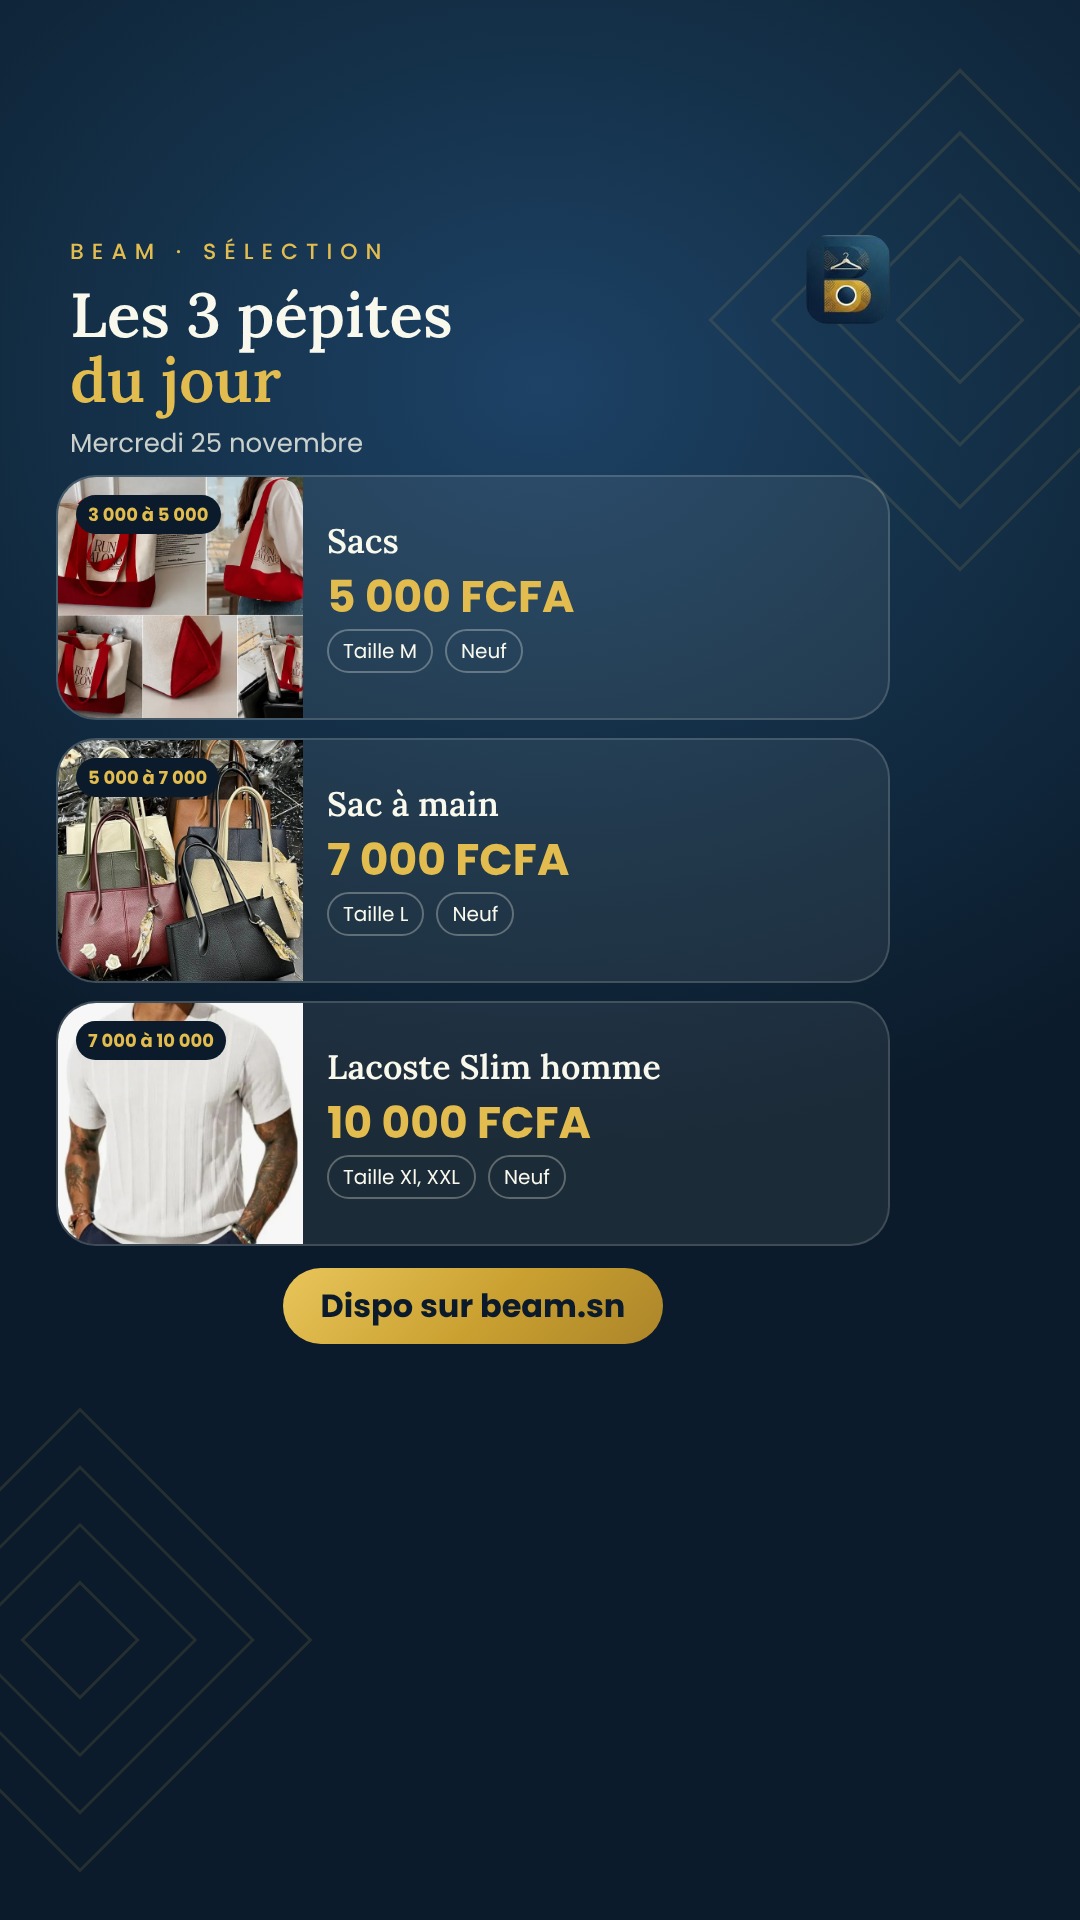 BEAM · SÉLECTION
Les 3 pépites
du jour
Mercredi 25 novembre
3 000 à 5 000
RUN
ALONG
Sacs
5 000 FCFA
Taille M
Neuf
5 000 à 7 000
Sac à main
7 000 FCFA
Taille L
Neuf
7 000 à 10 000
Lacoste Slim homme
10 000 FCFA
Taille Xl, XXL
Neuf
Dispo sur beam.sn